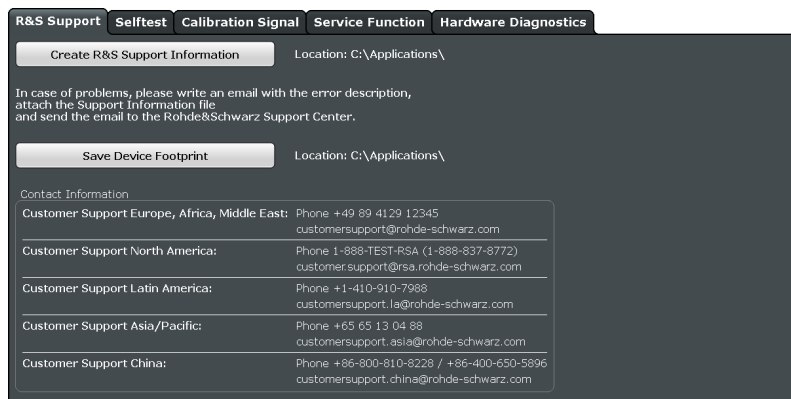 R&S Support Selftest Calibration Signal Service Function Hardware Diagnostics
Create R&S Support Information Location: C:\Applications\
In case of problems, please write an email with the error description,
attach the Support Information file
and send the email to the Rohde&Schwarz Support Center.
Save Device Footprint Location: C:\Applications\
Contact Information
Customer Support Europe, Africa, Middle East: Phone +49 89 4129 12345
customersupport@rohde-schwarz.com
Customer Support North America: Phone 1-888-TEST-RSA (1-888-837-8772)
customer.support@rsa.rohde-schwarz.com
Customer Support Latin America: Phone +1-410-910-7988
customersupport.la@rohde-schwarz.com
Customer Support Asia/Pacific: Phone +65 65 13 04 88
customersupport.asia@rohde-schwarz.com
Customer Support China: Phone +86-800-810-8228 / +86-400-650-5896
customersupport.china@rohde-schwarz.com